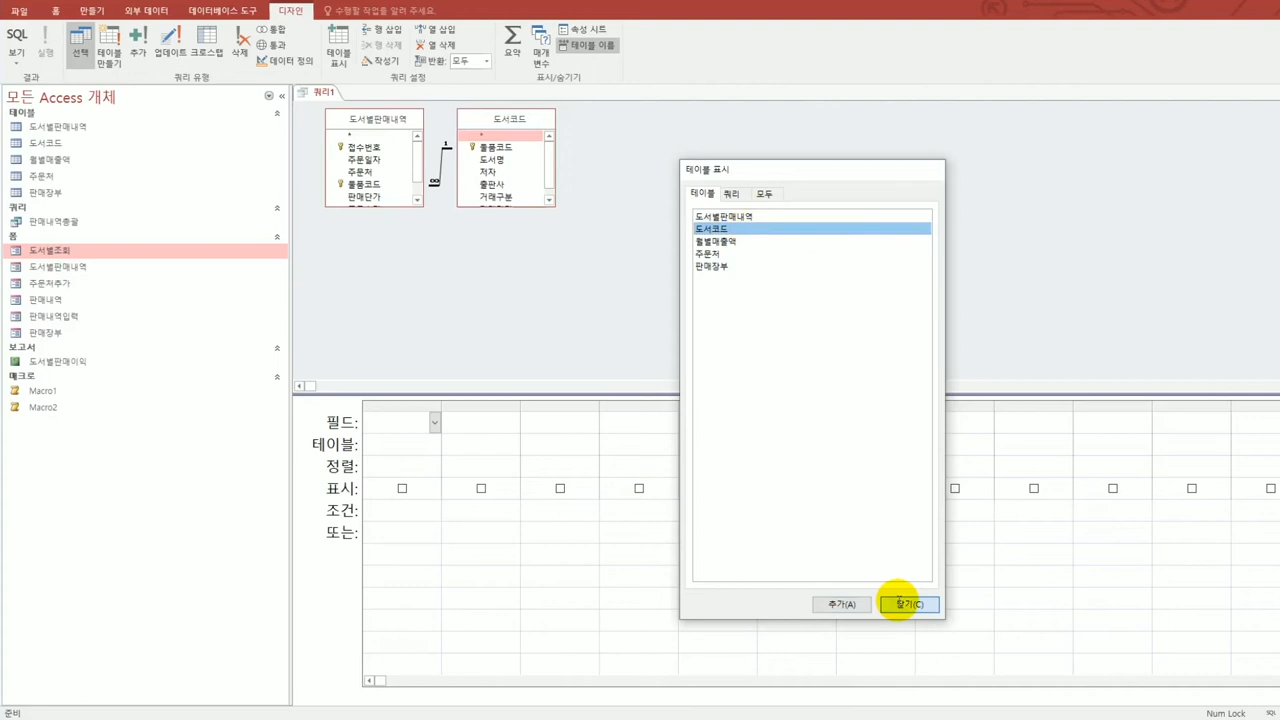 파일 홈 만들기 외부 데이터 데이터베이스 도구 디자인 수행할 작업을 알려 주세요.
SQL 보기 실행 선택 테이블 만들기 추가 업데이트 크로스탭 삭제 통합 통과 데이터 정의 테이블 표시 행 삽입 행 삭제 작성기 열 삽입 열 삭제 반환: 모두 요약 매개 변수 속성 시트 테이블 이름
결과 쿼리 유형 쿼리 설정 표시/숨기기
모든 Access 개체
테이블
도서별판매내역
도서코드
월별매출액
주문처
판매장부
쿼리
판매내역총괄
폼
도서별조회
도서별판매내역
주문처추가
판매내역
판매내역입력
판매장부
보고서
도서별판매이익
매크로
Macro1
Macro2
쿼리1
도서별판매내역
*
접수번호
주문일자
주문처
물품코드
판매단가
1
∞
도서코드
*
물품코드
도서명
저자
출판사
거래구분
필드:
테이블:
정렬:
표시:
조건:
또는:
테이블 표시
테이블 쿼리 모두
도서별판매내역
도서코드
월별매출액
주문처
판매장부
추가(A) 닫기(C)
준비 Num Lock SQL